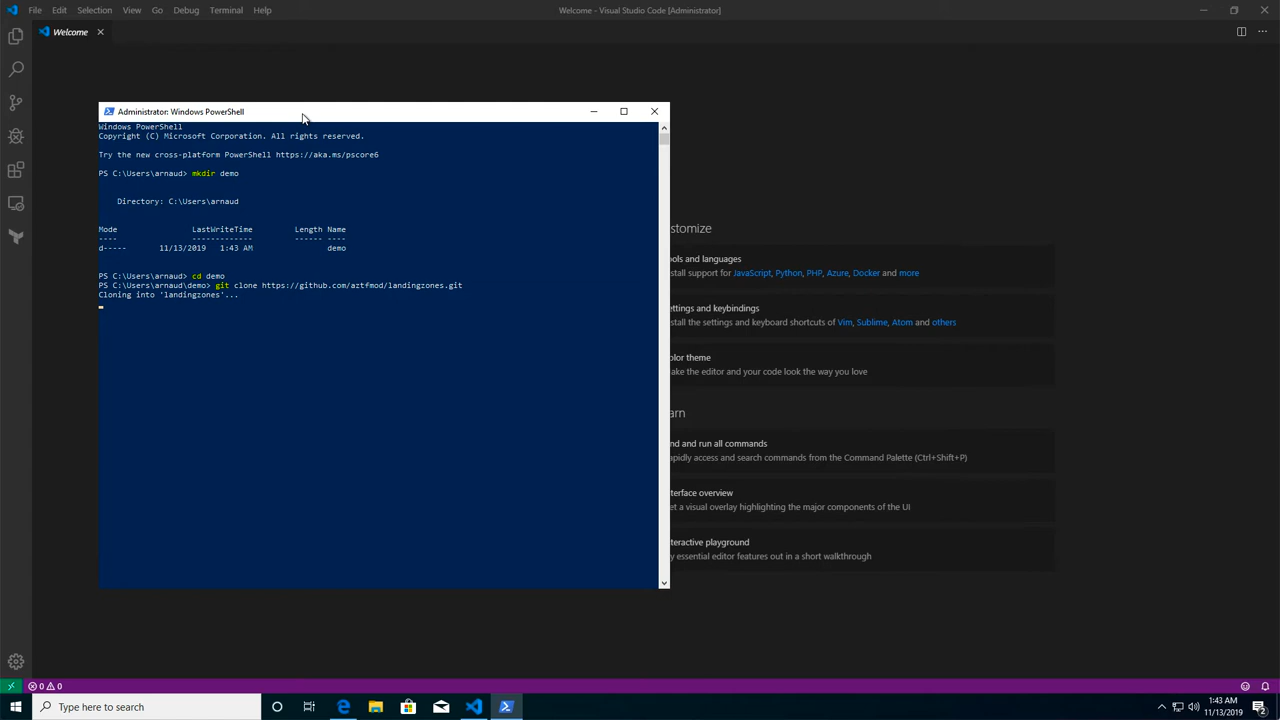 File Edit Selection View Go Debug Terminal Help
Welcome - Visual Studio Code [Administrator]
Welcome
Administrator: Windows PowerShell
Windows PowerShell
Copyright (C) Microsoft Corporation. All rights reserved.
Try the new cross-platform PowerShell https://aka.ms/pscore6
PS C:\Users\arnaud> mkdir demo
Directory: C:\Users\arnaud
Mode LastWriteTime Length Name
---- ------------- ------ ----
d----- 11/13/2019 1:43 AM demo
PS C:\Users\arnaud> cd demo
PS C:\Users\arnaud\demo> git clone https://github.com/aztfmod/landingzones.git
Cloning into 'landingzones'...
ustomize
ols and languages
stall support for JavaScript, Python, PHP, Azure, Docker and more
ettings and keybindings
stall the settings and keyboard shortcuts of Vim, Sublime, Atom and others
olor theme
ake the editor and your code look the way you love
arn
nd and run all commands
apidly access and search commands from the Command Palette (Ctrl+Shift+P)
terface overview
et a visual overlay highlighting the major components of the UI
teractive playground
y essential editor features out in a short walkthrough
0 0
Type here to search
1:43 AM
11/13/2019
2